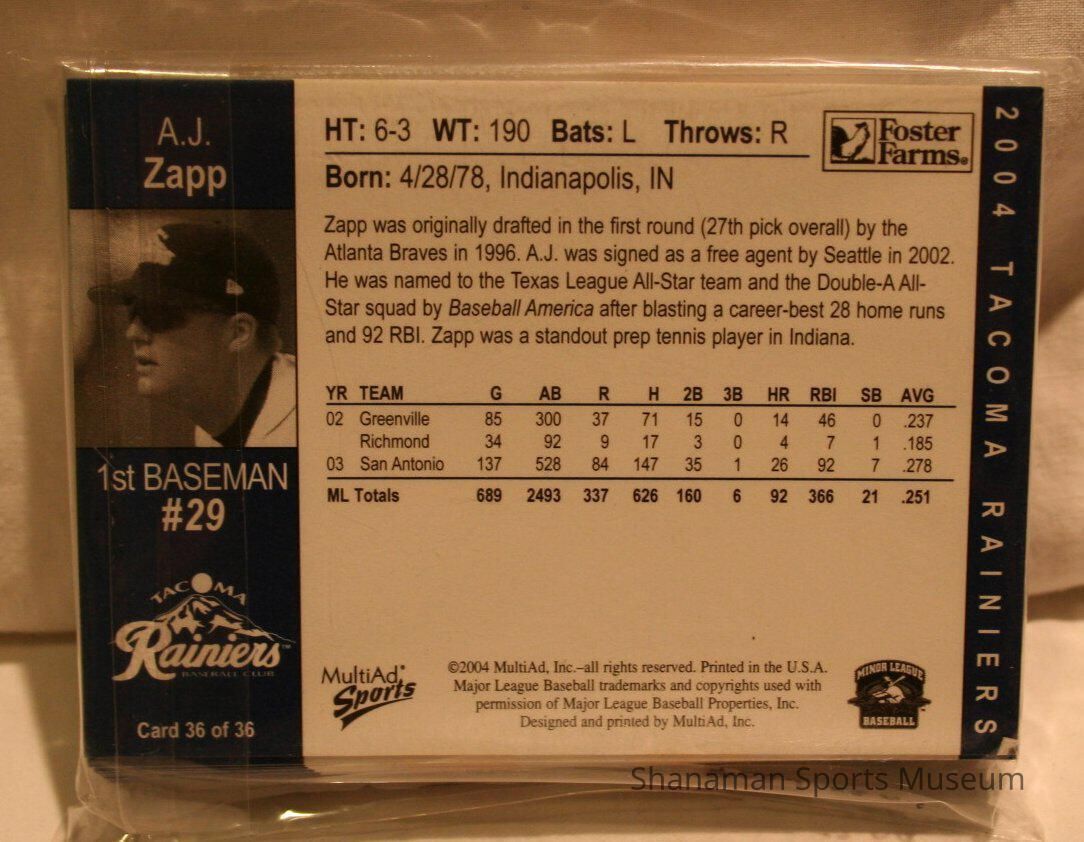 A.J.
Zapp
1st BASEMAN
#29
TACOMA
Rainiers™
BASEBALL CLUB
Card 36 of 36
HT: 6-3 WT: 190 Bats: L Throws: R
Foster
Farms®
Born: 4/28/78, Indianapolis, IN
Zapp was originally drafted in the first round (27th pick overall) by the
Atlanta Braves in 1996. A.J. was signed as a free agent by Seattle in 2002.
He was named to the Texas League All-Star team and the Double-A All-
Star squad by Baseball America after blasting a career-best 28 home runs
and 92 RBI. Zapp was a standout prep tennis player in Indiana.
YR TEAM G AB R H 2B 3B HR RBI SB AVG
02 Greenville 85 300 37 71 15 0 14 46 0 .237
Richmond 34 92 9 17 3 0 4 7 1 .185
03 San Antonio 137 528 84 147 35 1 26 92 7 .278
ML Totals 689 2493 337 626 160 6 92 366 21 .251
MultiAd®
Sports
©2004 MultiAd, Inc.–all rights reserved. Printed in the U.S.A.
Major League Baseball trademarks and copyrights used with
permission of Major League Baseball Properties, Inc.
Designed and printed by MultiAd, Inc.
MINOR LEAGUE
BASEBALL™
2004 TACOMA RAINIERS
Shanaman Sports Museum